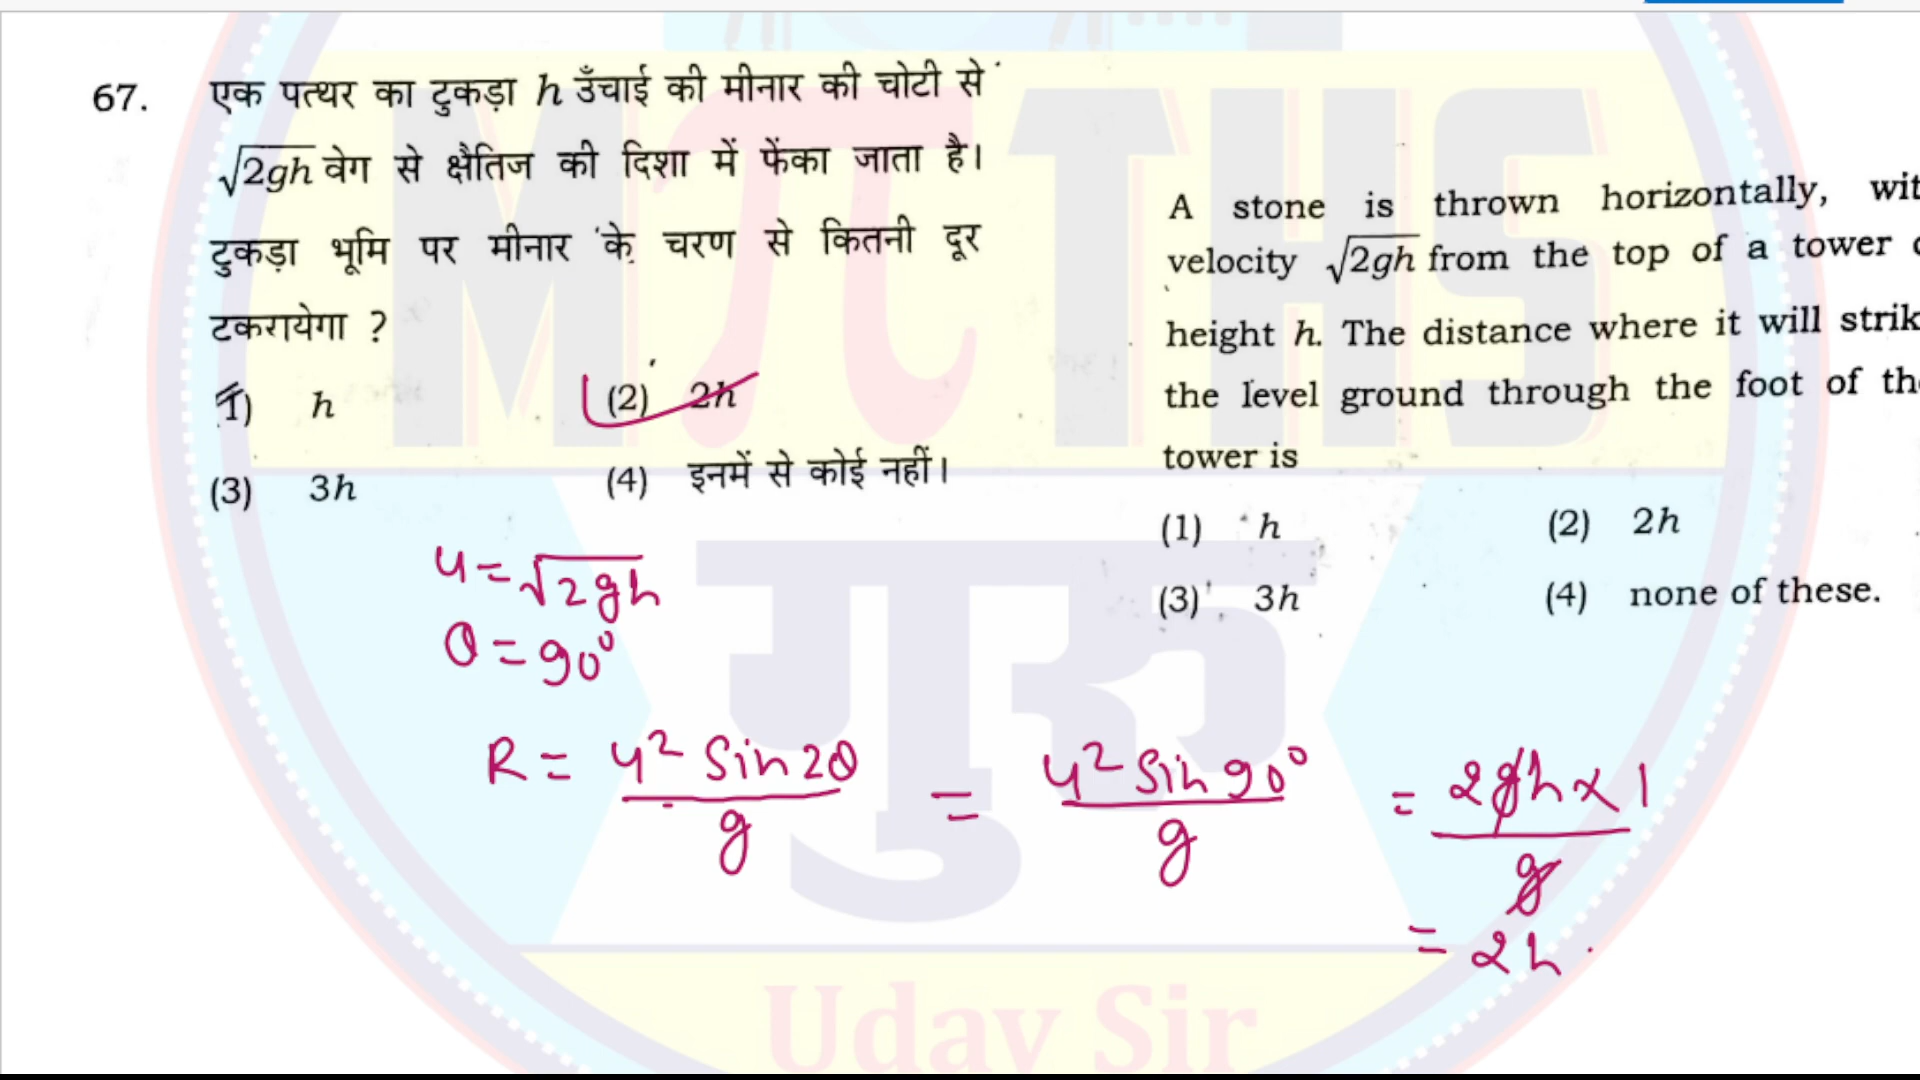 67. एक पत्थर का टुकड़ा h उँचाई की मीनार की चोटी से
√2gh वेग से क्षैतिज की दिशा में फेंका जाता है।
टुकड़ा भूमि पर मीनार के चरण से कितनी दूर
टकरायेगा ?
(1) h (2) 2h
(3) 3h (4) इनमें से कोई नहीं।
A stone is thrown horizontally, wit
velocity √2gh from the top of a tower
height h. The distance where it will strik
the level ground through the foot of th
tower is
(1) h (2) 2h
(3) 3h (4) none of these.
u = √2gh
θ = 90°
R = u² sin 2θ / g = u² sin 90° / g = 2gh × 1 / g
= 2h.
MπTHS
गुरु
Uday Sir